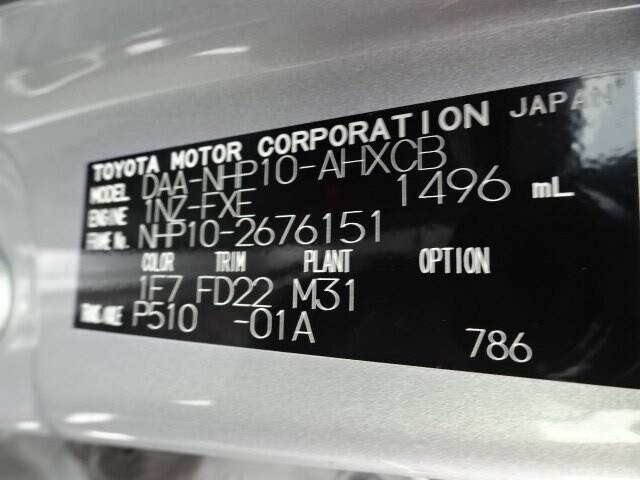 TOYOTA MOTOR CORPORATION JAPAN
MODEL DAA-NHP10-AHXCB
ENGINE 1NZ-FXE 1496 mL
FRAME No. NHP10-2676151
COLOR TRIM PLANT OPTION
1F7 FD22 M31
TRANS./AXLE P510 -01A
786